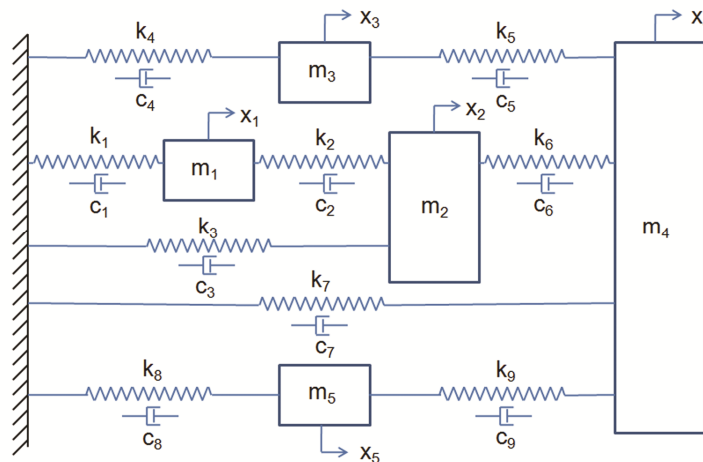 x₃ x
k₄ k₅
m₃
c₄ c₅
x₁ x₂
k₁ k₂ k₆
m₁
c₁ c₂ m₂ c₆
k₃ m₄
c₃
k₇
c₇
k₈ k₉
m₅
c₈ c₉
x₅